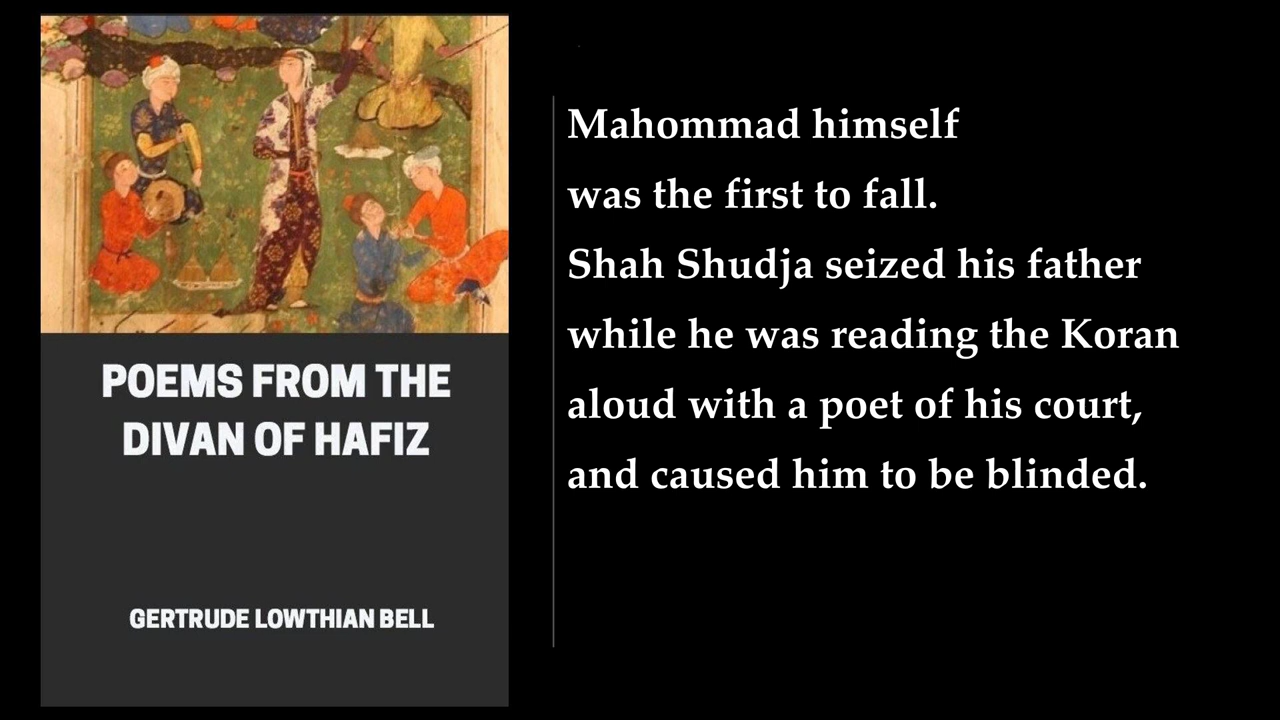 POEMS FROM THE
DIVAN OF HAFIZ
GERTRUDE LOWTHIAN BELL
Mahommad himself
was the first to fall.
Shah Shudja seized his father
while he was reading the Koran
aloud with a poet of his court,
and caused him to be blinded.